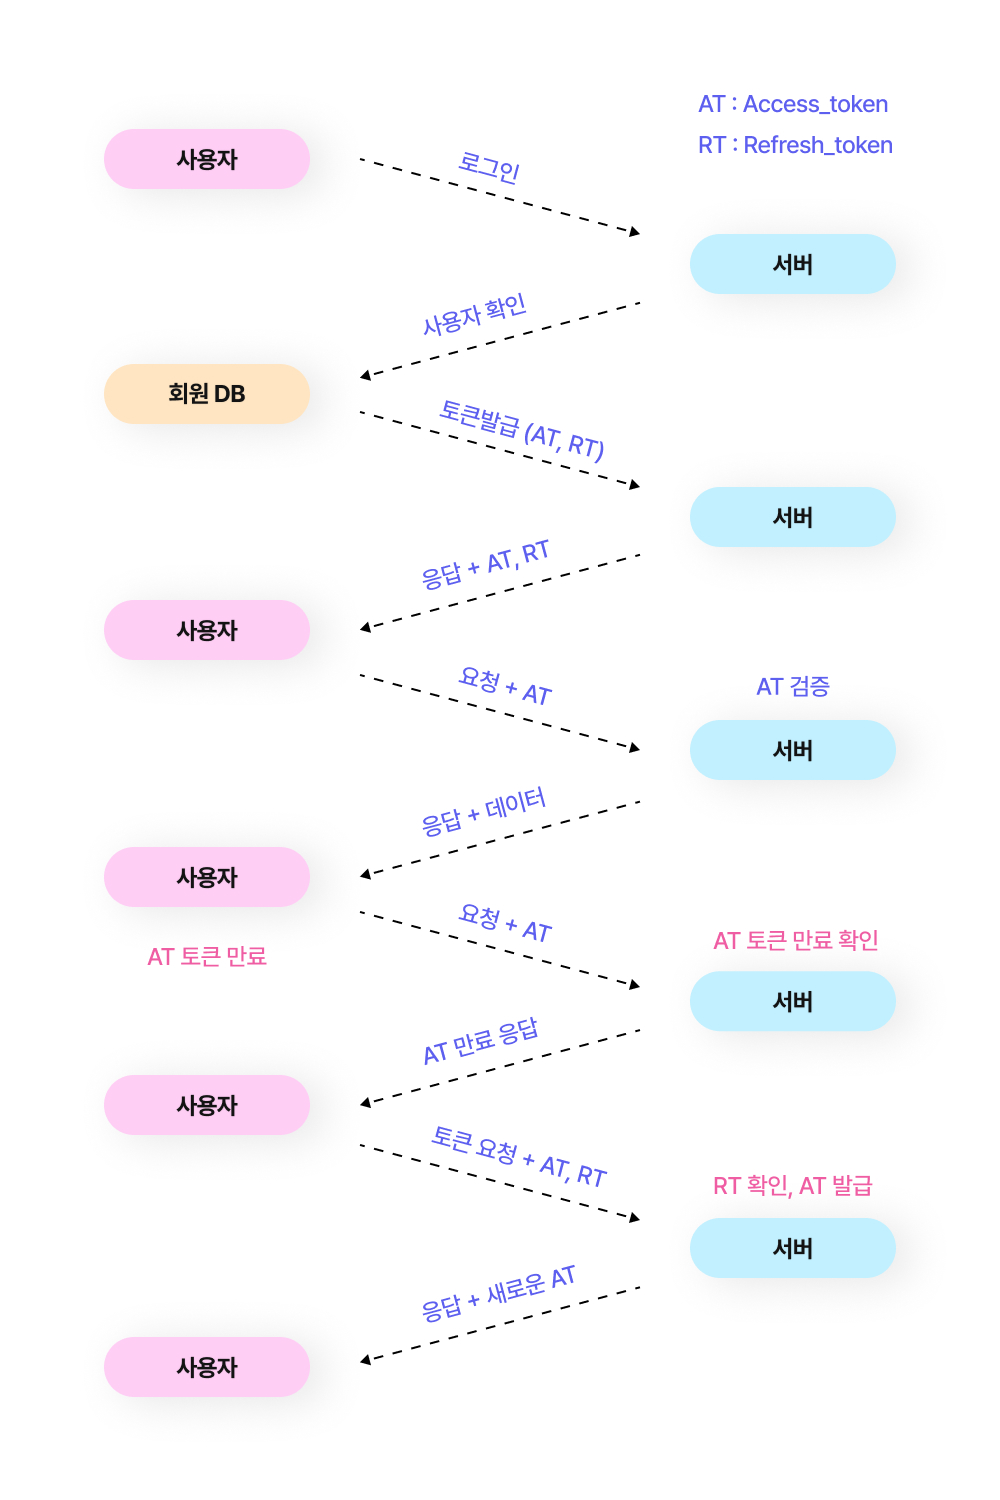 AT : Access_token
RT : Refresh_token
사용자
로그인
서버
사용자 확인
회원 DB
토큰발급 (AT, RT)
서버
응답 + AT, RT
사용자
요청 + AT
AT 검증
서버
응답 + 데이터
사용자
AT 토큰 만료
요청 + AT
AT 토큰 만료 확인
서버
AT 만료 응답
사용자
토큰 요청 + AT, RT
RT 확인, AT 발급
서버
응답 + 새로운 AT
사용자